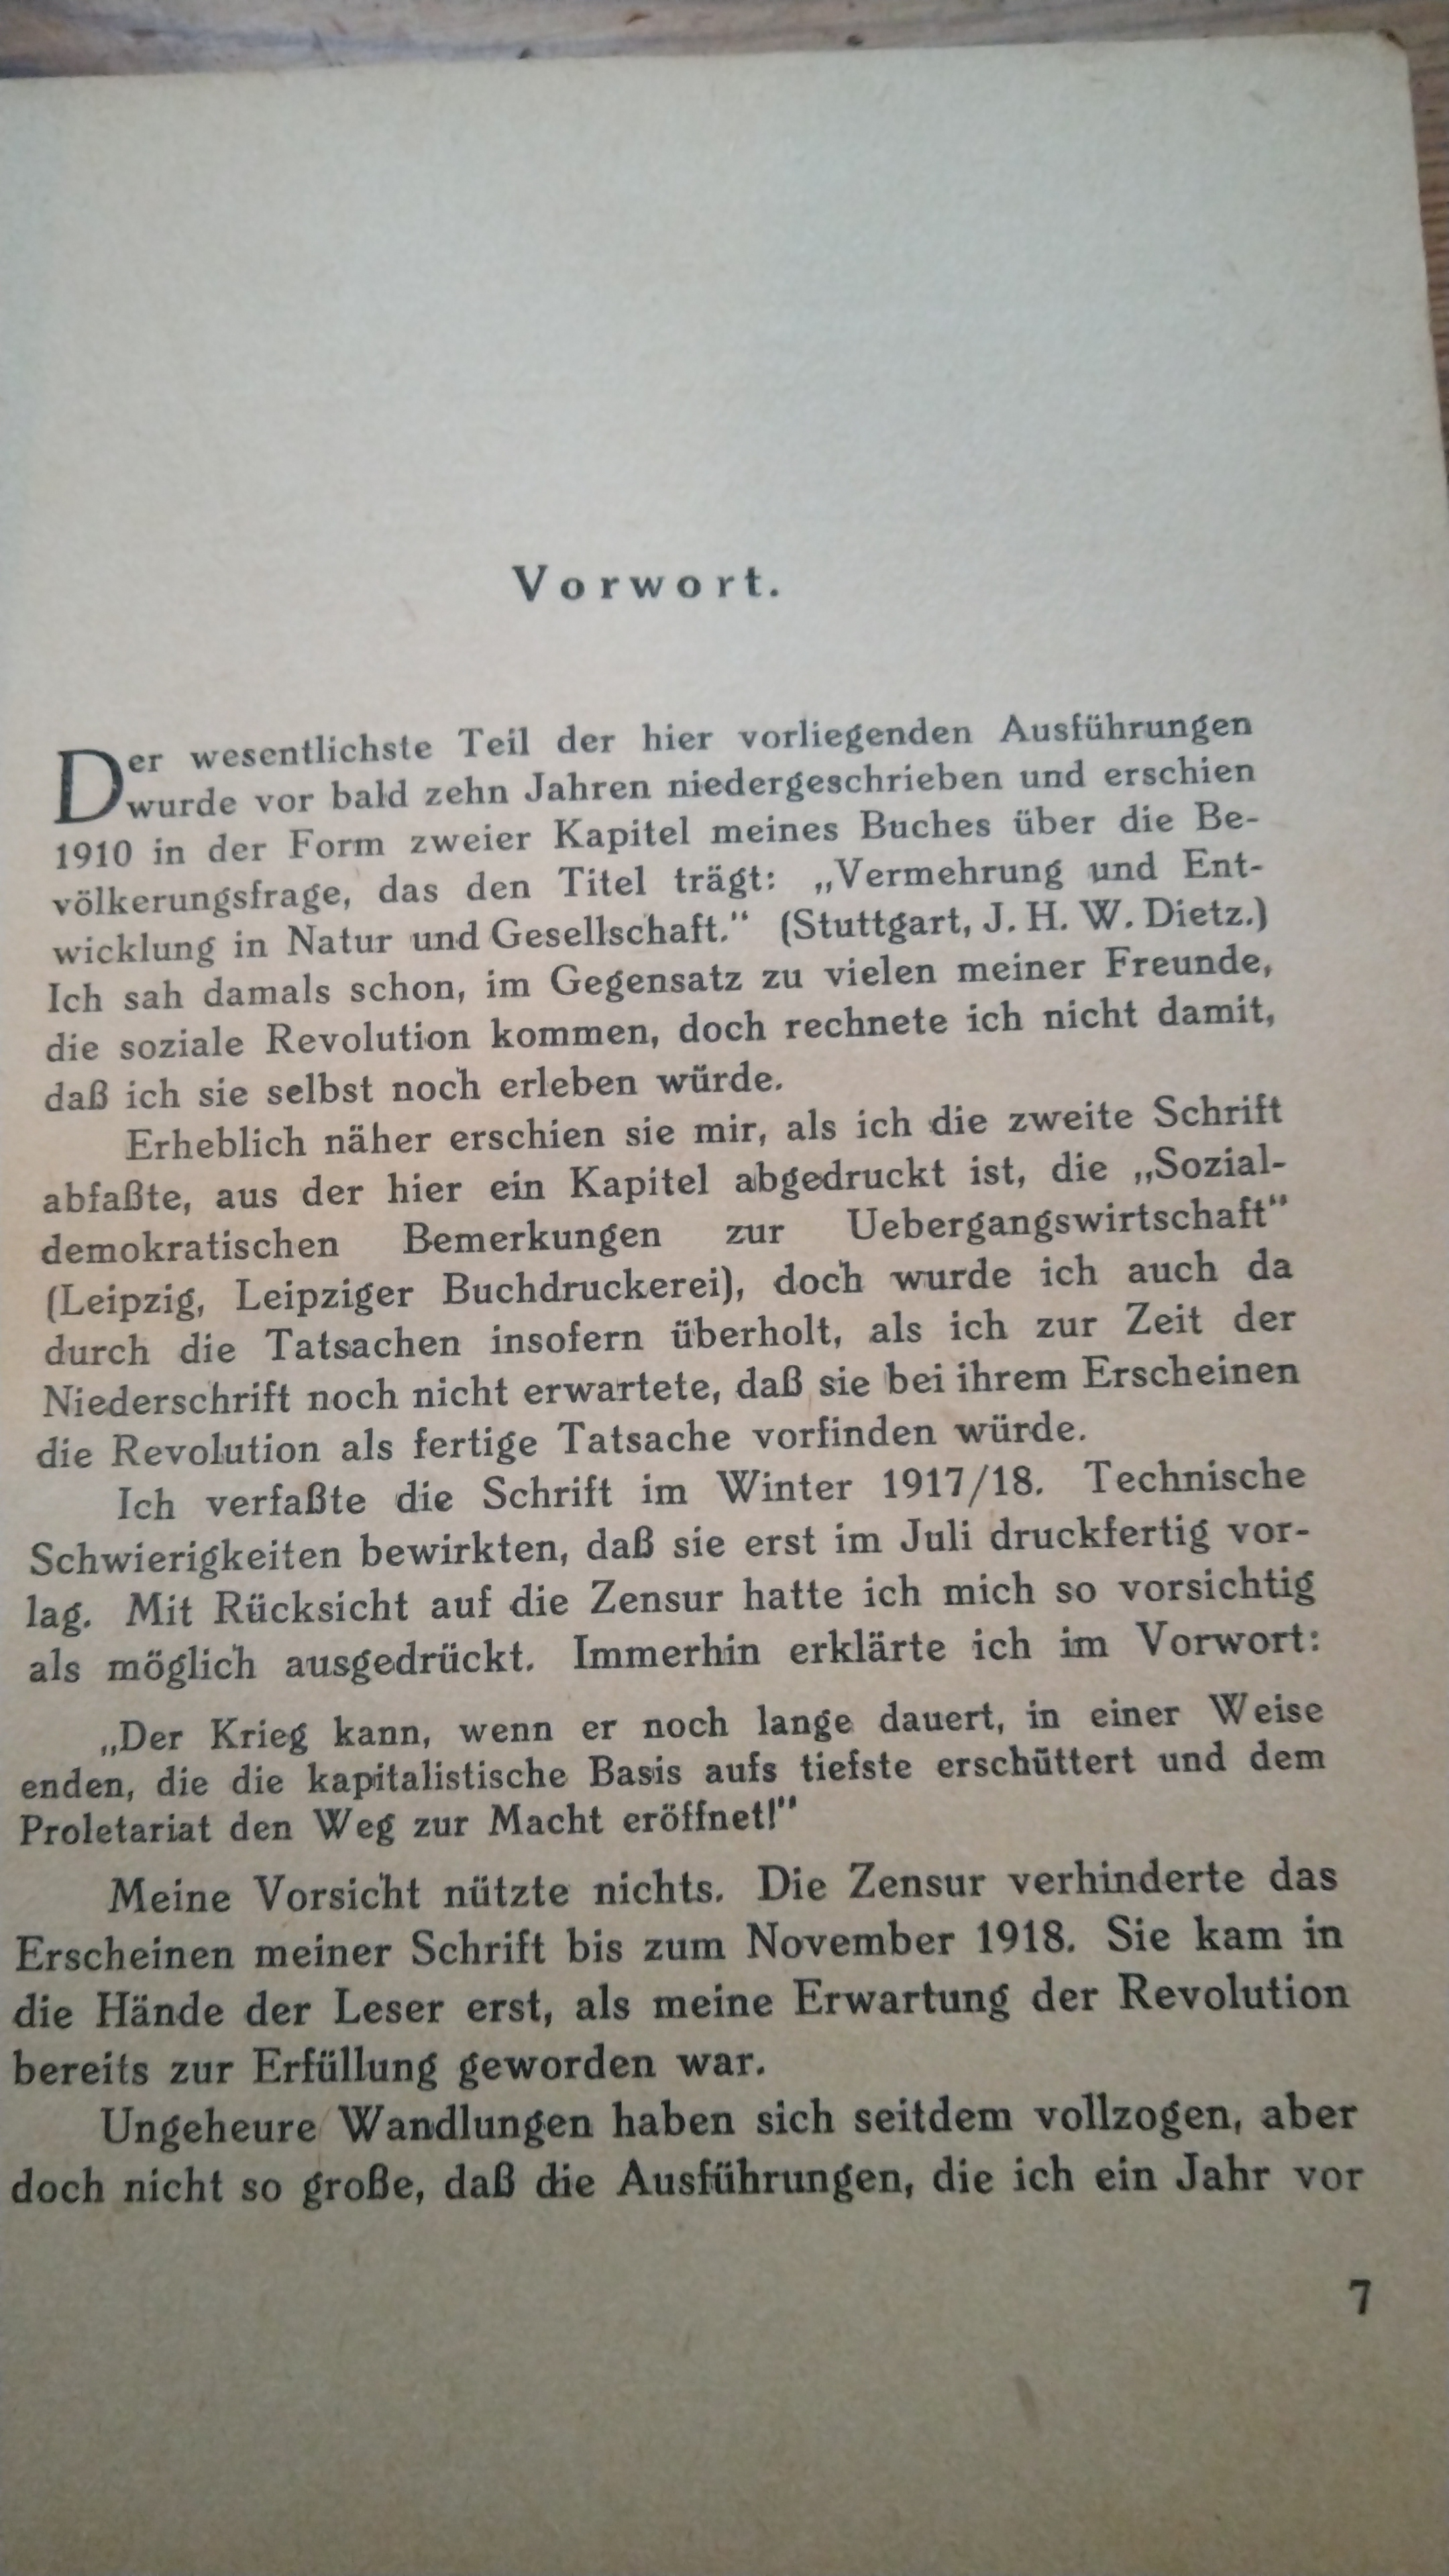 Vorwort.
Der wesentlichste Teil der hier vorliegenden Ausführungen
wurde vor bald zehn Jahren niedergeschrieben und erschien
1910 in der Form zweier Kapitel meines Buches über die Be-
völkerungsfrage, das den Titel trägt: „Vermehrung und Ent-
wicklung in Natur und Gesellschaft.“ (Stuttgart, J. H. W. Dietz.)
Ich sah damals schon, im Gegensatz zu vielen meiner Freunde,
die soziale Revolution kommen, doch rechnete ich nicht damit,
daß ich sie selbst noch erleben würde.
Erheblich näher erschien sie mir, als ich die zweite Schrift
abfaßte, aus der hier ein Kapitel abgedruckt ist, die „Sozial-
demokratischen Bemerkungen zur Uebergangswirtschaft“
(Leipzig, Leipziger Buchdruckerei), doch wurde ich auch da
durch die Tatsachen insofern überholt, als ich zur Zeit der
Niederschrift noch nicht erwartete, daß sie bei ihrem Erscheinen
die Revolution als fertige Tatsache vorfinden würde.
Ich verfaßte die Schrift im Winter 1917/18. Technische
Schwierigkeiten bewirkten, daß sie erst im Juli druckfertig vor-
lag. Mit Rücksicht auf die Zensur hatte ich mich so vorsichtig
als möglich ausgedrückt. Immerhin erklärte ich im Vorwort:
„Der Krieg kann, wenn er noch lange dauert, in einer Weise
enden, die die kapitalistische Basis aufs tiefste erschüttert und dem
Proletariat den Weg zur Macht eröffnet!“
Meine Vorsicht nützte nichts. Die Zensur verhinderte das
Erscheinen meiner Schrift bis zum November 1918. Sie kam in
die Hände der Leser erst, als meine Erwartung der Revolution
bereits zur Erfüllung geworden war.
Ungeheure Wandlungen haben sich seitdem vollzogen, aber
doch nicht so große, daß die Ausführungen, die ich ein Jahr vor
7